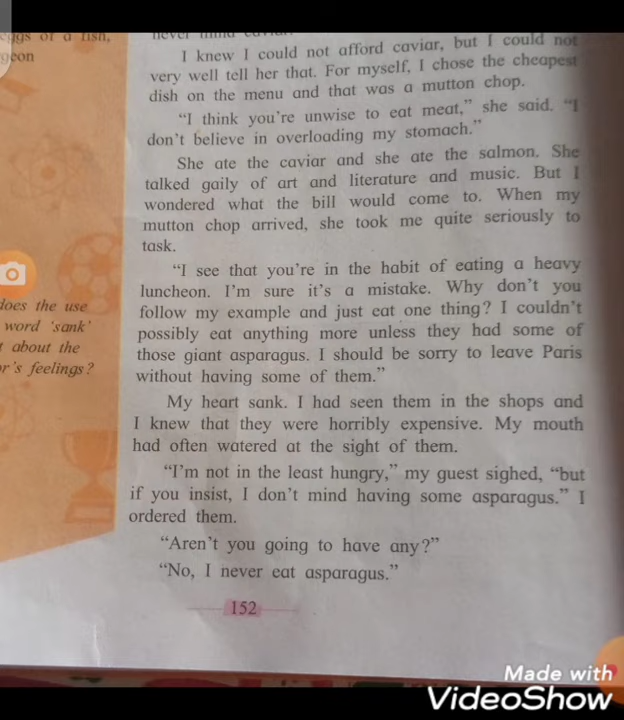 eggs of a fish,
geon
never mind caviar.
I knew I could not afford caviar, but I could not
very well tell her that. For myself, I chose the cheapest
dish on the menu and that was a mutton chop.
“I think you’re unwise to eat meat,” she said. “I
don’t believe in overloading my stomach.”
She ate the caviar and she ate the salmon. She
talked gaily of art and literature and music. But I
wondered what the bill would come to. When my
mutton chop arrived, she took me quite seriously to
task.
“I see that you’re in the habit of eating a heavy
luncheon. I’m sure it’s a mistake. Why don’t you
follow my example and just eat one thing? I couldn’t
possibly eat anything more unless they had some of
those giant asparagus. I should be sorry to leave Paris
without having some of them.”
does the use
word ‘sank’
about the
r’s feelings?
My heart sank. I had seen them in the shops and
I knew that they were horribly expensive. My mouth
had often watered at the sight of them.
“I’m not in the least hungry,” my guest sighed, “but
if you insist, I don’t mind having some asparagus.” I
ordered them.
“Aren’t you going to have any?”
“No, I never eat asparagus.”
152
Made with
VideoShow